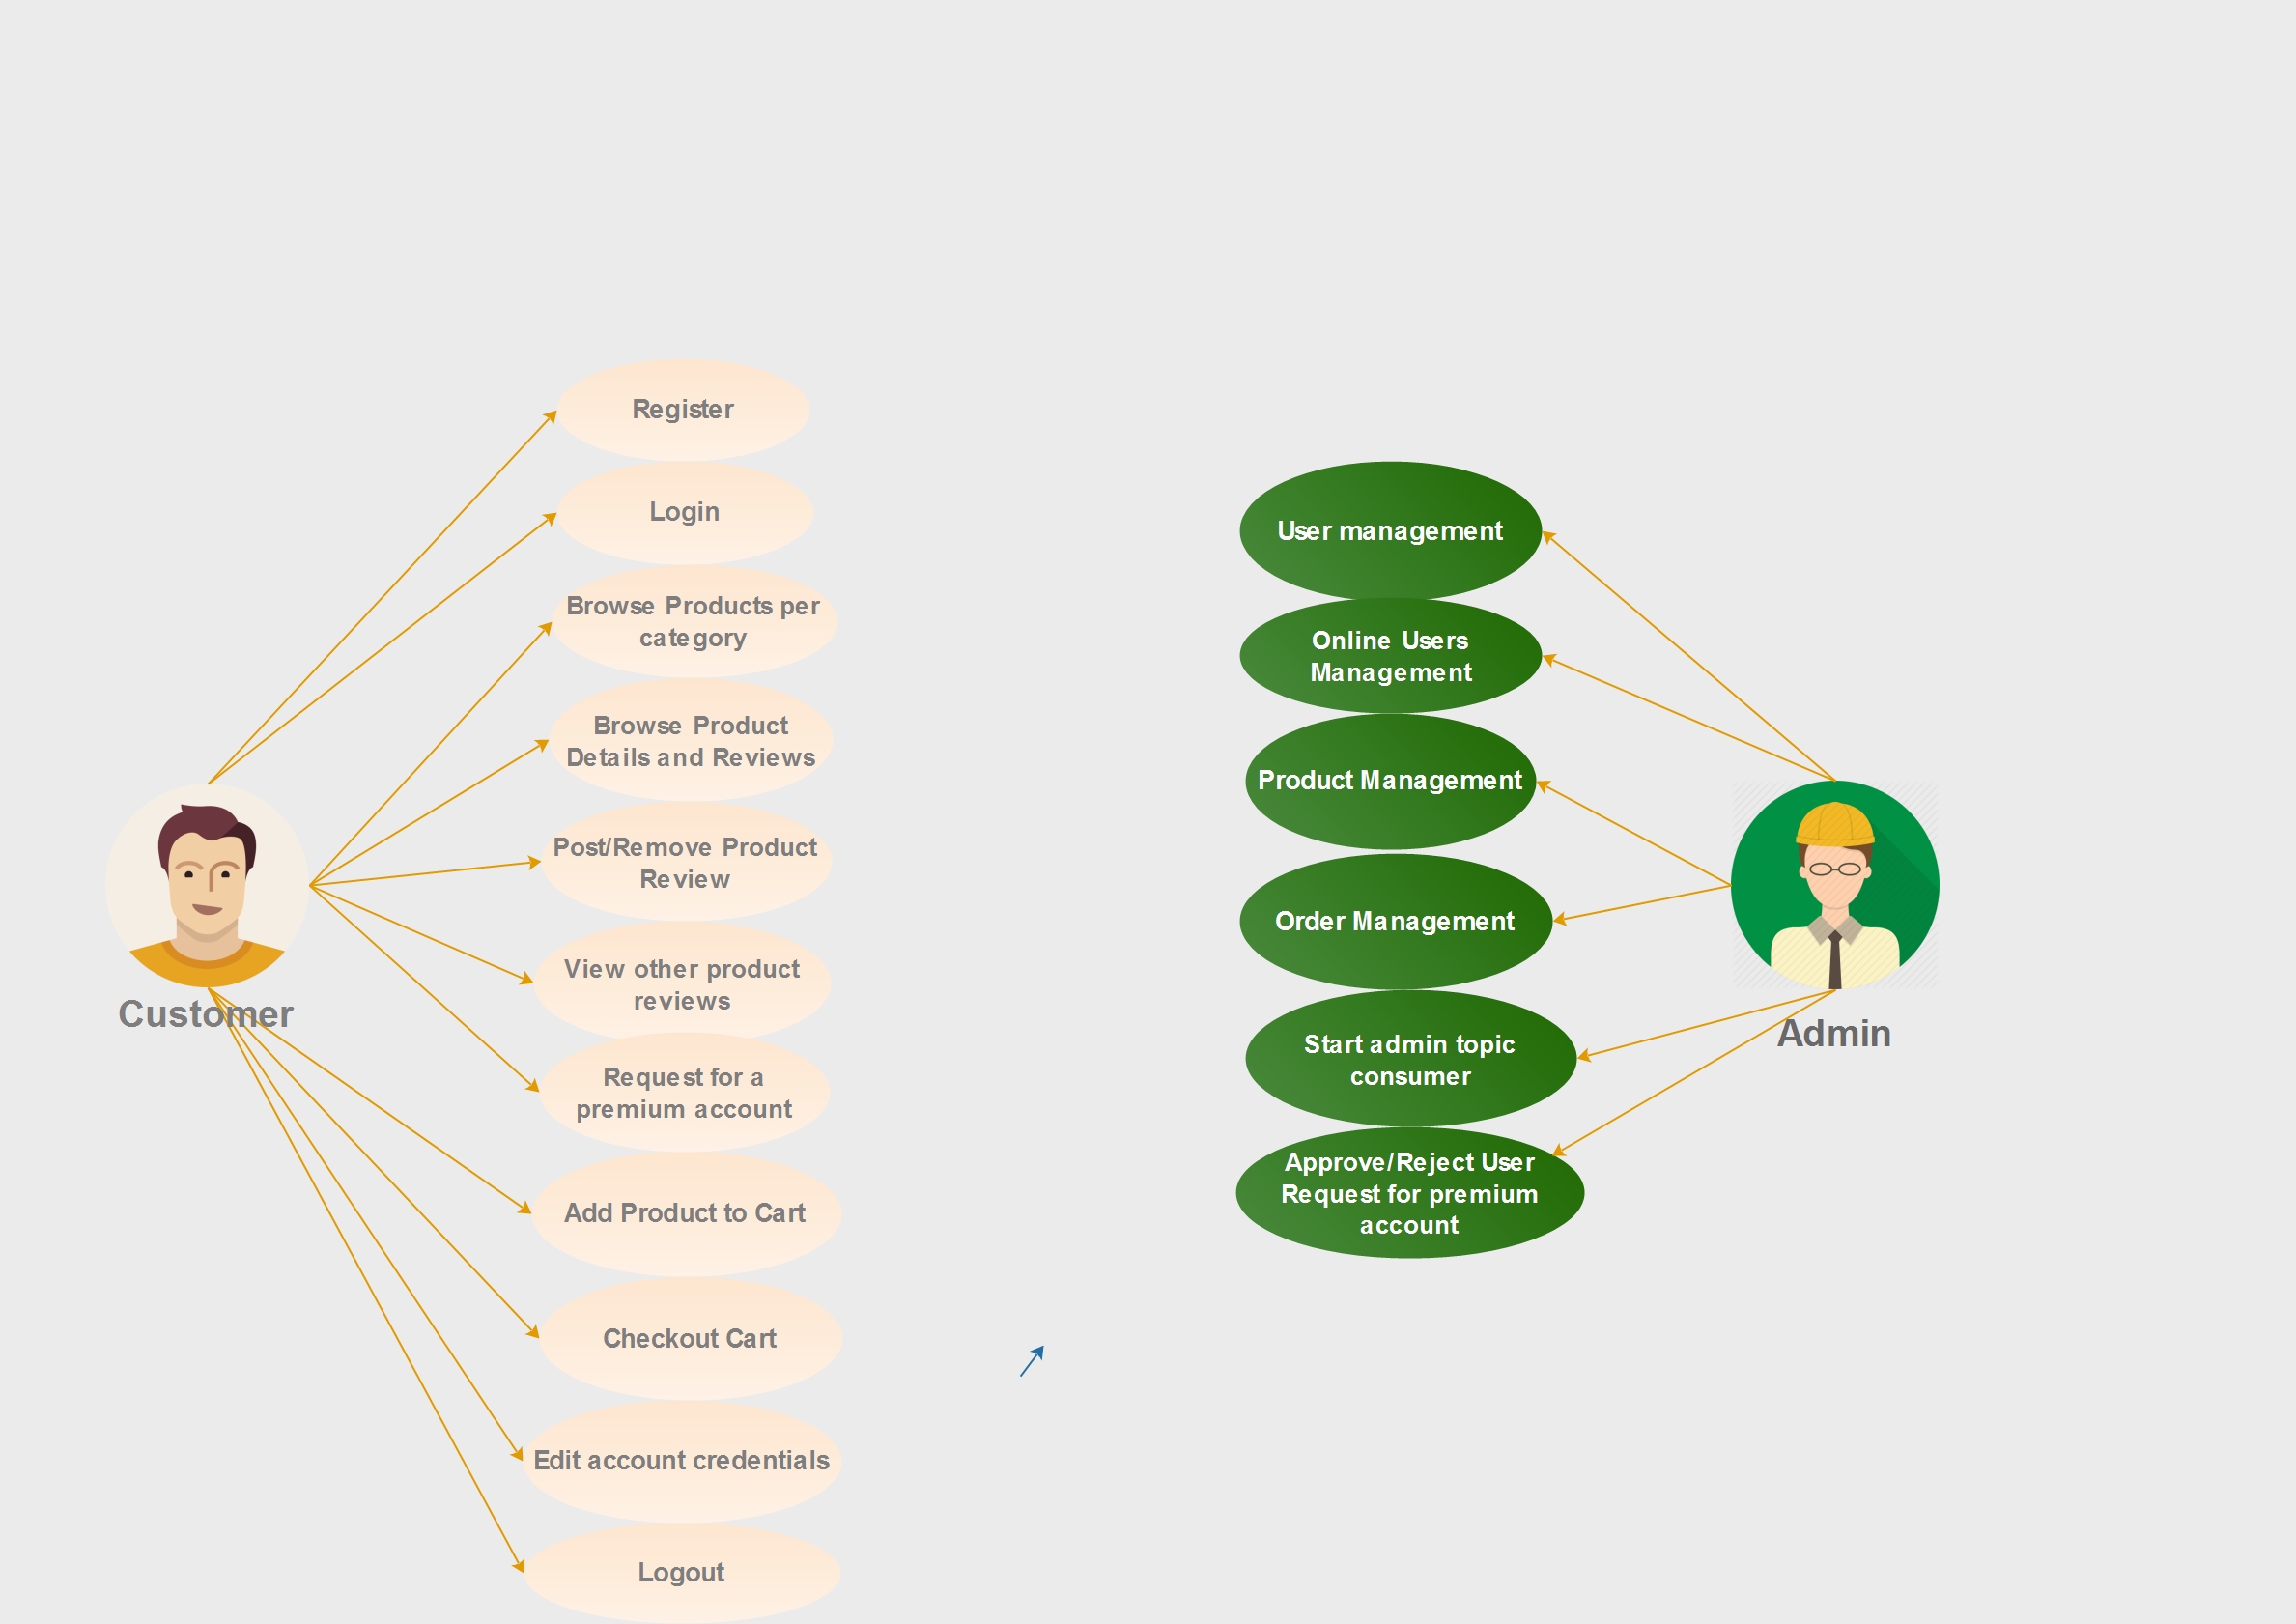 Register
Login
Browse Products per
category
Browse Product
Details and Reviews
Post/Remove Product
Review
View other product
reviews
Request for a
premium account
Add Product to Cart
Checkout Cart
Edit account credentials
Logout
Customer
User management
Online Users
Management
Product Management
Order Management
Start admin topic
consumer
Approve/Reject User
Request for premium
account
Admin